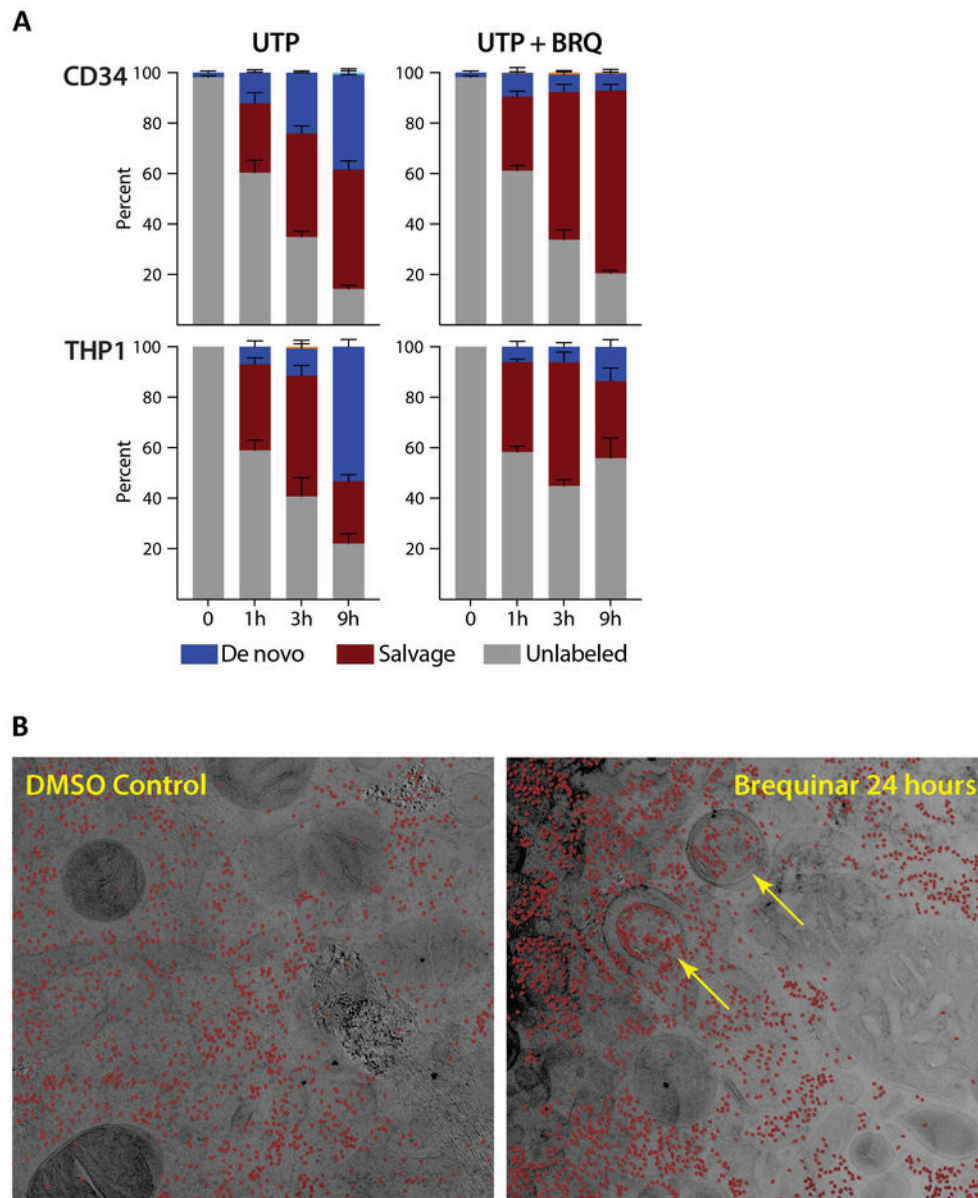 A
UTP
UTP + BRQ
CD34
100
80
60
40
20
Percent
100
80
60
40
20
THP1
100
80
60
40
20
Percent
0
1h
3h
9h
100
80
60
40
20
0
1h
3h
9h
De novo
Salvage
Unlabeled
B
DMSO Control
Brequinar 24 hours